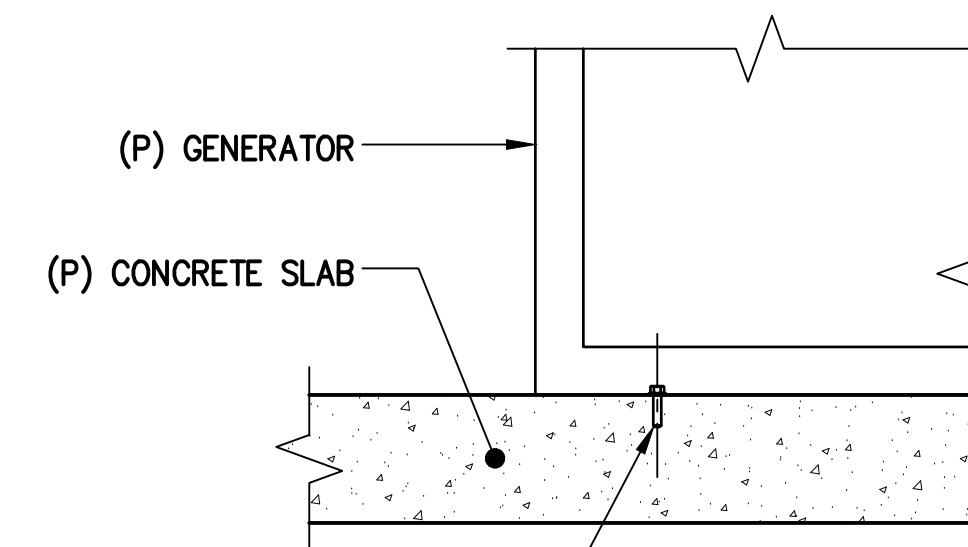 (P) GENERATOR
(P) CONCRETE SLAB